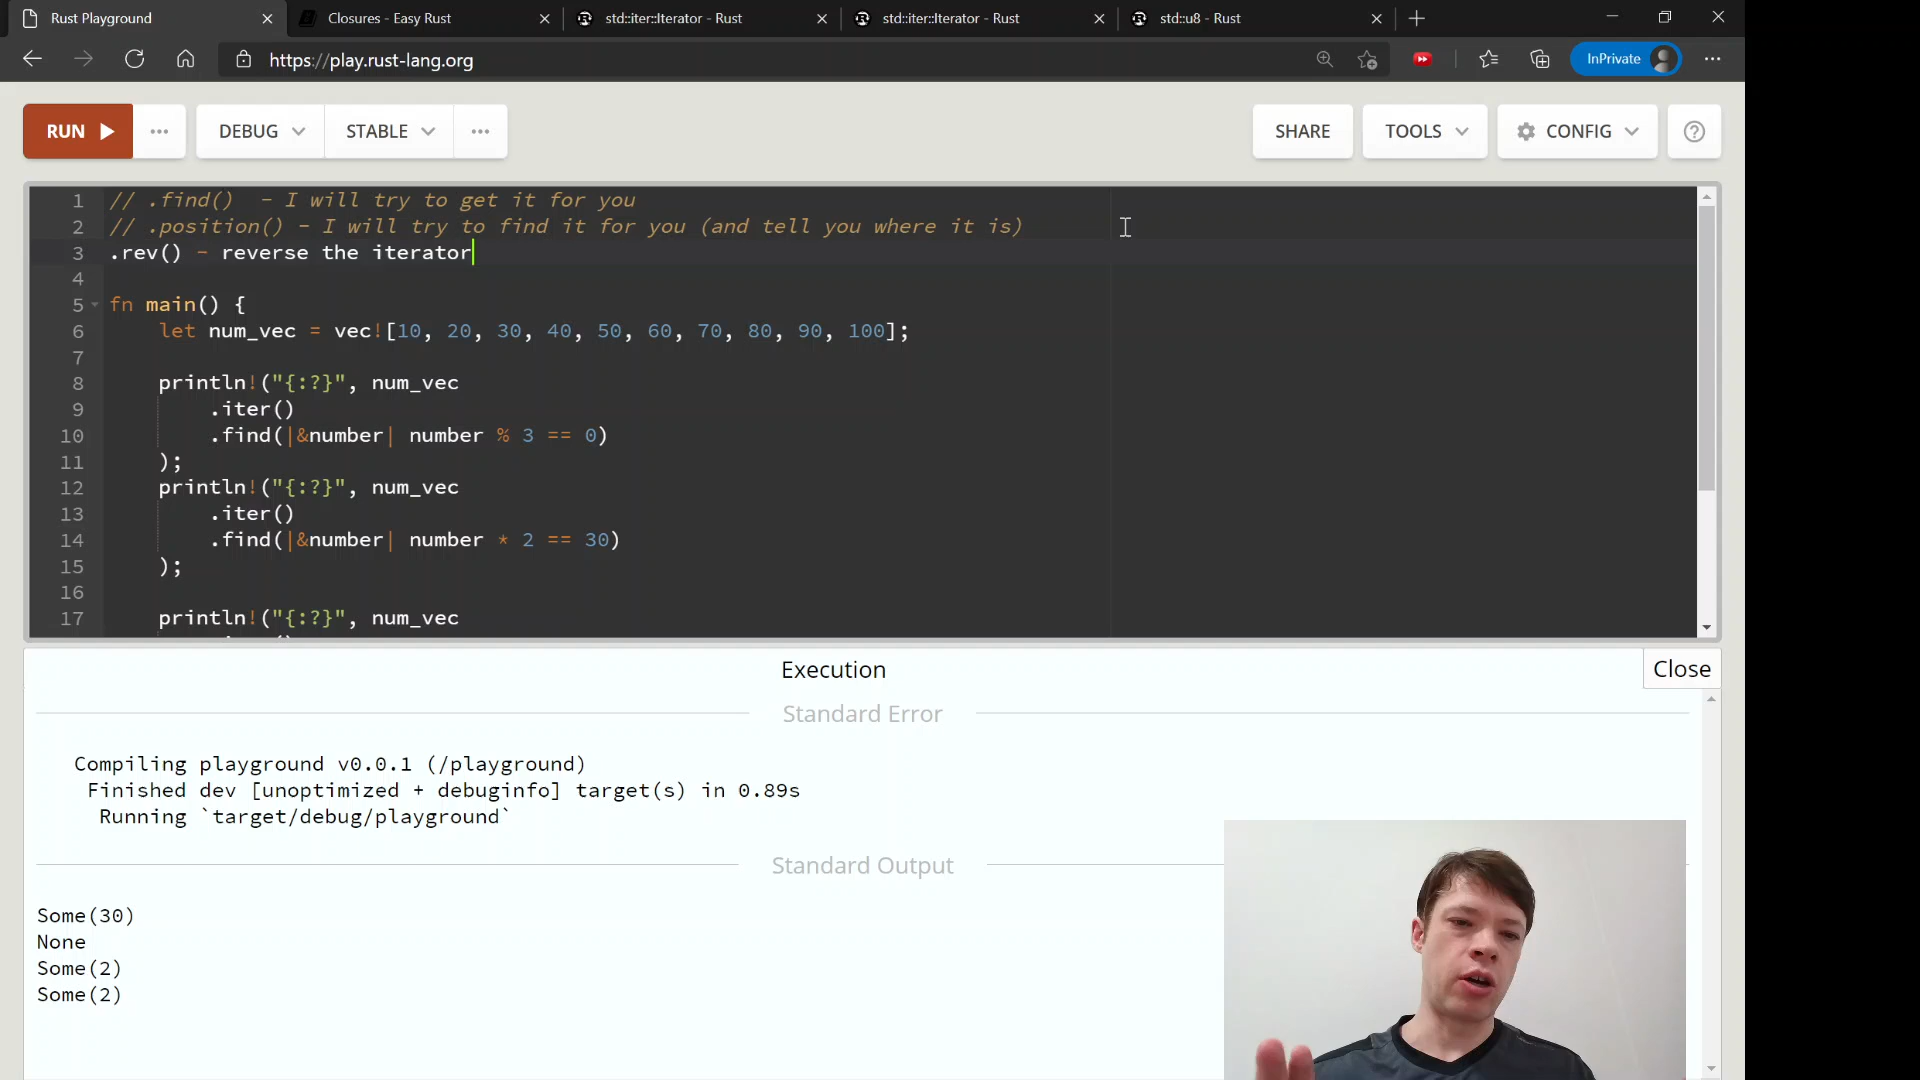 Rust Playground
Closures - Easy Rust
std::iter::Iterator - Rust
std::iter::Iterator - Rust
std::u8 - Rust
https://play.rust-lang.org
InPrivate
RUN
DEBUG
STABLE
SHARE
TOOLS
CONFIG
1 // .find()  - I will try to get it for you
2 // .position() - I will try to find it for you (and tell you where it is)
3 .rev() - reverse the iterator
4
5 fn main() {
6     let num_vec = vec![10, 20, 30, 40, 50, 60, 70, 80, 90, 100];
7
8     println!("{:?}", num_vec
9         .iter()
10         .find(|&number| number % 3 == 0)
11     );
12     println!("{:?}", num_vec
13         .iter()
14         .find(|&number| number * 2 == 30)
15     );
16
17     println!("{:?}", num_vec
Execution
Close
Standard Error
Compiling playground v0.0.1 (/playground)
Finished dev [unoptimized + debuginfo] target(s) in 0.89s
Running `target/debug/playground`
Standard Output
Some(30)
None
Some(2)
Some(2)